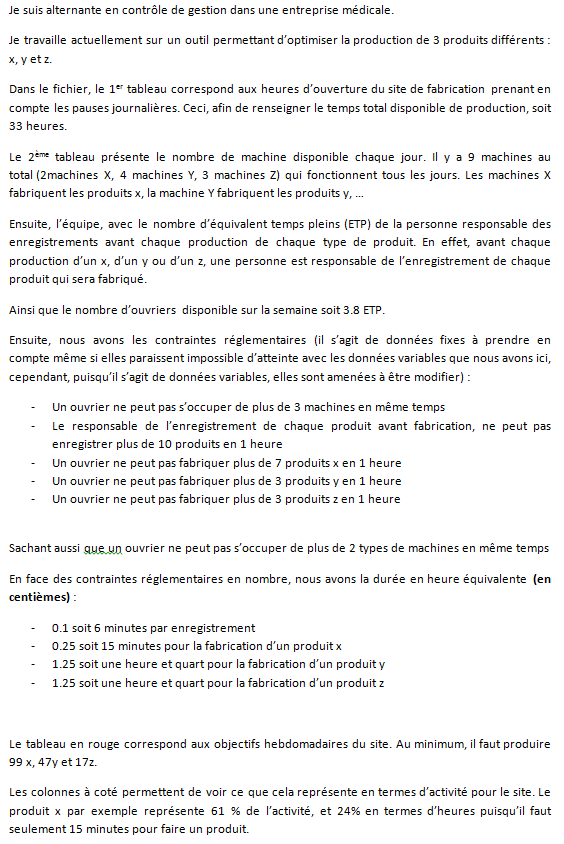 Je suis alternante en contrôle de gestion dans une entreprise médicale.
Je travaille actuellement sur un outil permettant d'optimiser la production de 3 produits différents :
x, y et z.
Dans le fichier, le 1er tableau correspond aux heures d'ouverture du site de fabrication prenant en
compte les pauses journalières. Ceci, afin de renseigner le temps total disponible de production, soit
33 heures.
Le 2ème tableau présente le nombre de machine disponible chaque jour. Il y a 9 machines au
total (2machines X, 4 machines Y, 3 machines Z) qui fonctionnent tous les jours. Les machines X
fabriquent les produits x, la machine Y fabriquent les produits y, ...
Ensuite, l'équipe, avec le nombre d'équivalent temps pleins (ETP) de la personne responsable des
enregistrements avant chaque production de chaque type de produit. En effet, avant chaque
production d'un x, d'un y ou d'un z, une personne est responsable de l'enregistrement de chaque
produit qui sera fabriqué.
Ainsi que le nombre d'ouvriers disponible sur la semaine soit 3.8 ETP.
Ensuite, nous avons les contraintes réglementaires (il s'agit de données fixes à prendre en
compte même si elles paraissent impossible d'atteinte avec les données variables que nous avons ici,
cependant, puisqu'il s'agit de données variables, elles sont amenées à être modifier) :
- Un ouvrier ne peut pas s'occuper de plus de 3 machines en même temps
- Le responsable de l'enregistrement de chaque produit avant fabrication, ne peut pas
enregistrer plus de 10 produits en 1 heure
- Un ouvrier ne peut pas fabriquer plus de 7 produits x en 1 heure
- Un ouvrier ne peut pas fabriquer plus de 3 produits y en 1 heure
- Un ouvrier ne peut pas fabriquer plus de 3 produits z en 1 heure
Sachant aussi que un ouvrier ne peut pas s'occuper de plus de 2 types de machines en même temps
En face des contraintes réglementaires en nombre, nous avons la durée en heure équivalente (en
centièmes) :
- 0.1 soit 6 minutes par enregistrement
- 0.25 soit 15 minutes pour la fabrication d'un produit x
- 1.25 soit une heure et quart pour la fabrication d'un produit y
- 1.25 soit une heure et quart pour la fabrication d'un produit z
Le tableau en rouge correspond aux objectifs hebdomadaires du site. Au minimum, il faut produire
99 x, 47y et 17z.
Les colonnes à coté permettent de voir ce que cela représente en termes d'activité pour le site. Le
produit x par exemple représente 61 % de l'activité, et 24% en termes d'heures puisqu'il faut
seulement 15 minutes pour faire un produit.